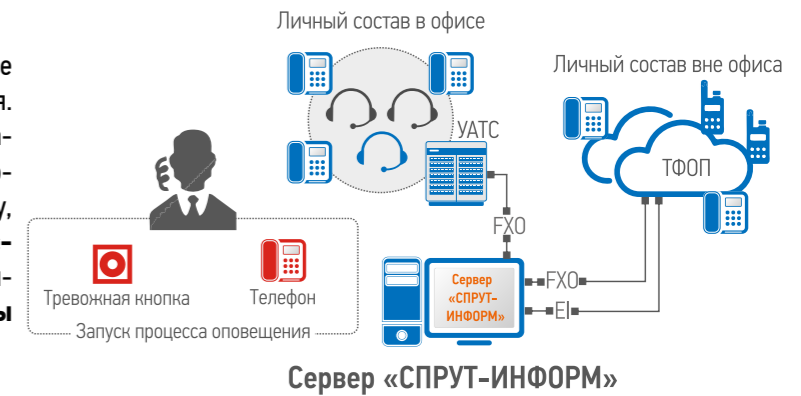 Личный состав в офисе
Личный состав вне офиса
УАТС
ТФОП
FXO
FXO
EI
Сервер
«СПРУТ-
ИНФОРМ»
Тревожная кнопка
Телефон
Запуск процесса оповещения
Сервер «СПРУТ-ИНФОРМ»